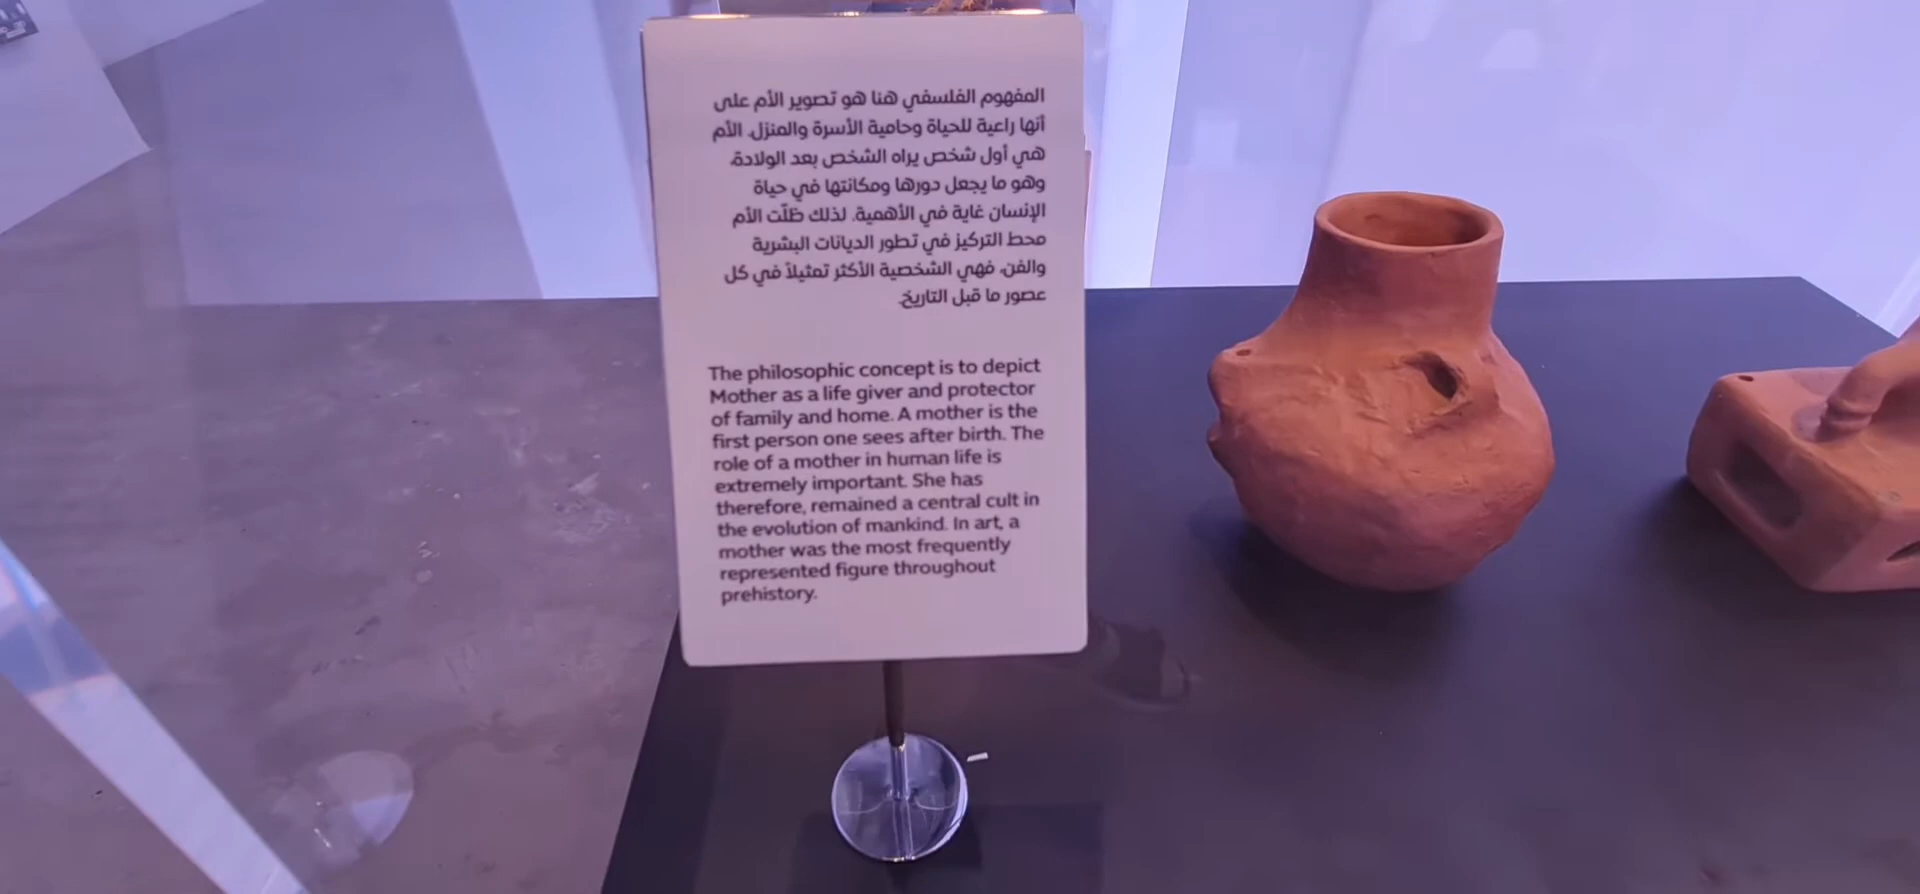 المفهوم الفلسفي هنا هو تصوير الأم على
أنها راعية للحياة وحامية الأسرة والمنزل. الأم
هي أول شخص يراه الشخص بعد الولادة،
وهو ما يجعل دورها ومكانتها في حياة
الإنسان غاية في الأهمية. لذلك ظلّت الأم
محط التركيز في تطور الديانات البشرية
والفن، فهي الشخصية الأكثر تمثيلاً في كل
عصور ما قبل التاريخ.
The philosophic concept is to depict
Mother as a life giver and protector
of family and home. A mother is the
first person one sees after birth. The
role of a mother in human life is
extremely important. She has
therefore, remained a central cult in
the evolution of mankind. In art, a
mother was the most frequently
represented figure throughout
prehistory.